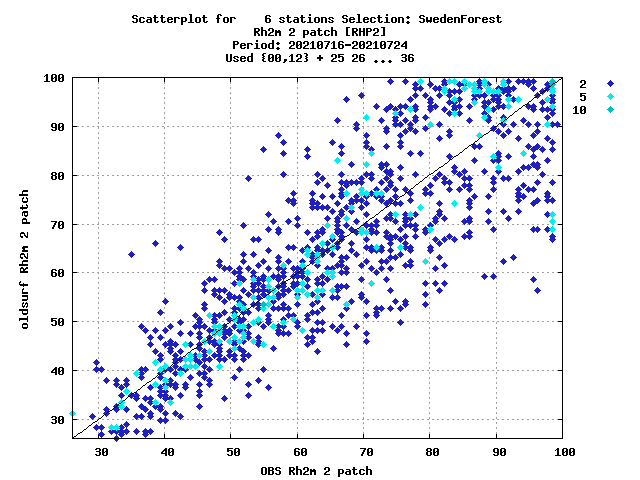 Scatterplot for    6 stations Selection: SwedenForest
Rh2m 2 patch [RHP2]
Period: 20210716-20210724
Used {00,12} + 25 26 ... 36
100
90
80
70
60
50
40
30
oldsurf Rh2m 2 patch
30 40 50 60 70 80 90 100
OBS Rh2m 2 patch
2
5
10